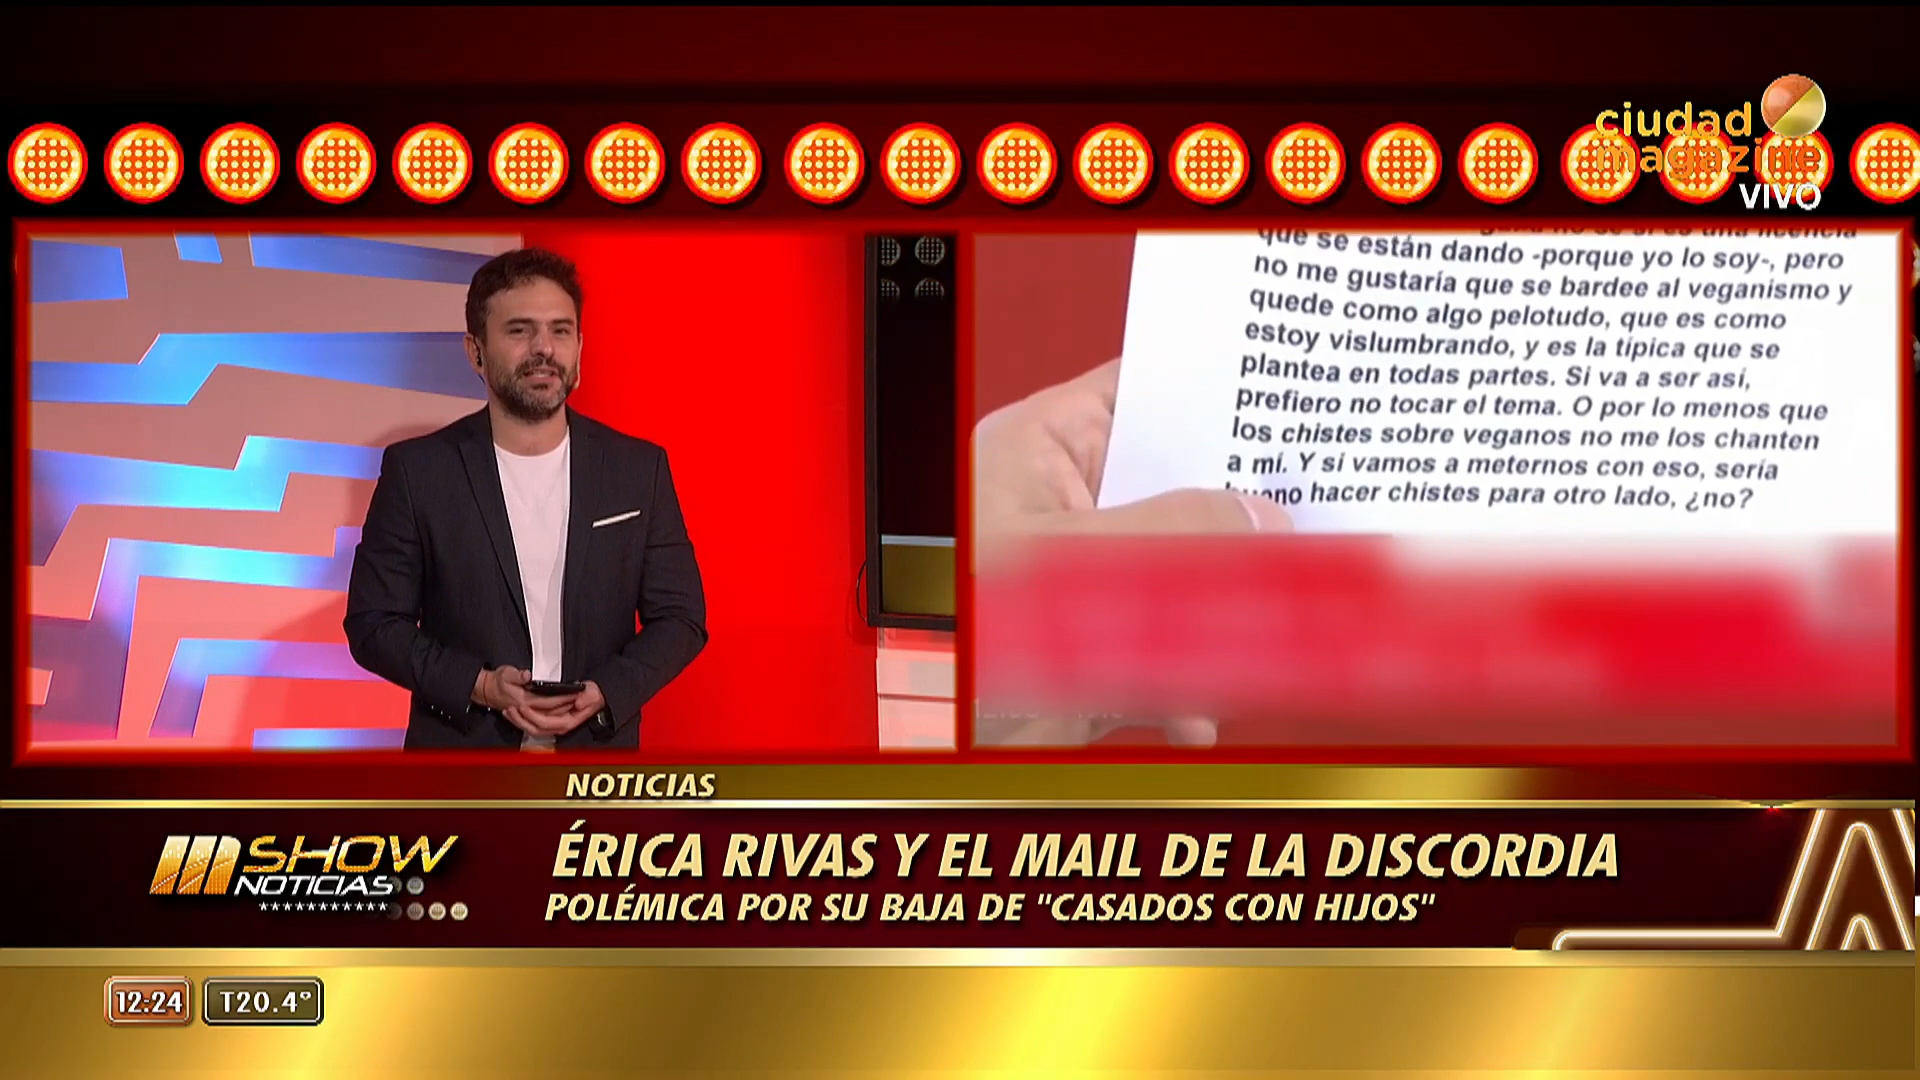 ciudad
magazine
VIVO
que se están dando -porque yo lo soy-, pero
no me gustaría que se bardee al veganismo y
quede como algo pelotudo, que es como
estoy vislumbrando, y es la típica que se
plantea en todas partes. Si va a ser así,
prefiero no tocar el tema. O por lo menos que
los chistes sobre veganos no me los chanten
a mí. Y si vamos a meternos con eso, sería
hacer chistes para otro lado, ¿no?
NOTICIAS
SHOW
NOTICIAS
ÉRICA RIVAS Y EL MAIL DE LA DISCORDIA
POLÉMICA POR SU BAJA DE "CASADOS CON HIJOS"
12:24
T20.4°